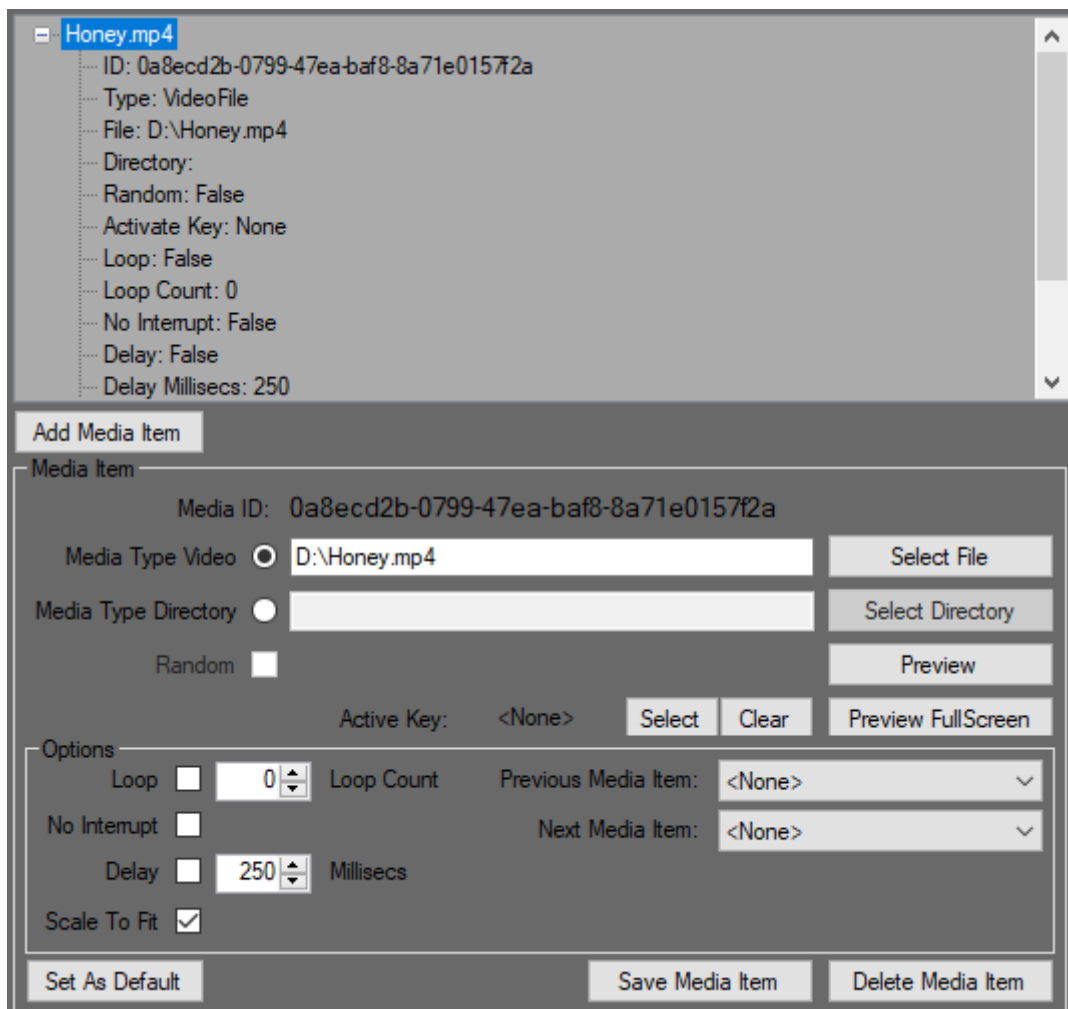 Honey.mp4
ID: 0a8ecd2b-0799-47ea-baf8-8a71e0157f2a
Type: VideoFile
File: D:\Honey.mp4
Directory:
Random: False
Activate Key: None
Loop: False
Loop Count: 0
No Interrupt: False
Delay: False
Delay Millisecs: 250
Add Media Item
Media Item
Media ID: 0a8ecd2b-0799-47ea-baf8-8a71e0157f2a
Media Type Video D:\Honey.mp4 Select File
Media Type Directory Select Directory
Random Preview
Active Key: <None> Select Clear Preview FullScreen
Options
Loop 0 Loop Count Previous Media Item: <None>
No Interrupt Next Media Item: <None>
Delay 250 Millisecs
Scale To Fit
Set As Default Save Media Item Delete Media Item